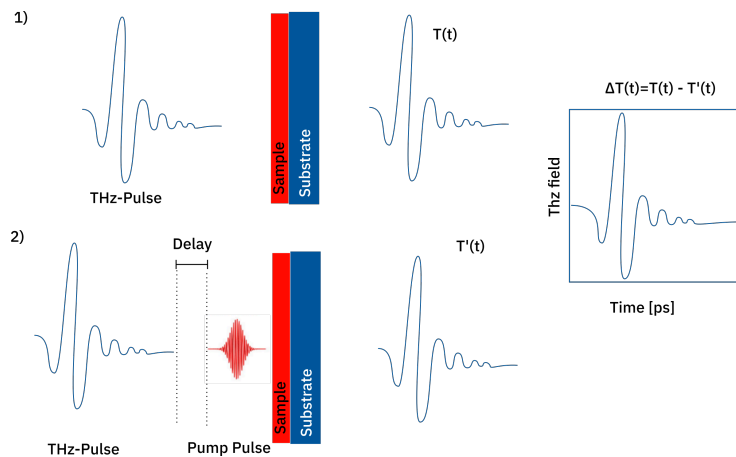 1)
T(t)
ΔT(t)=T(t) - T'(t)
Sample
Substrate
Thz field
THz-Pulse
2)
Delay
T'(t)
Time [ps]
Sample
Substrate
THz-Pulse
Pump Pulse